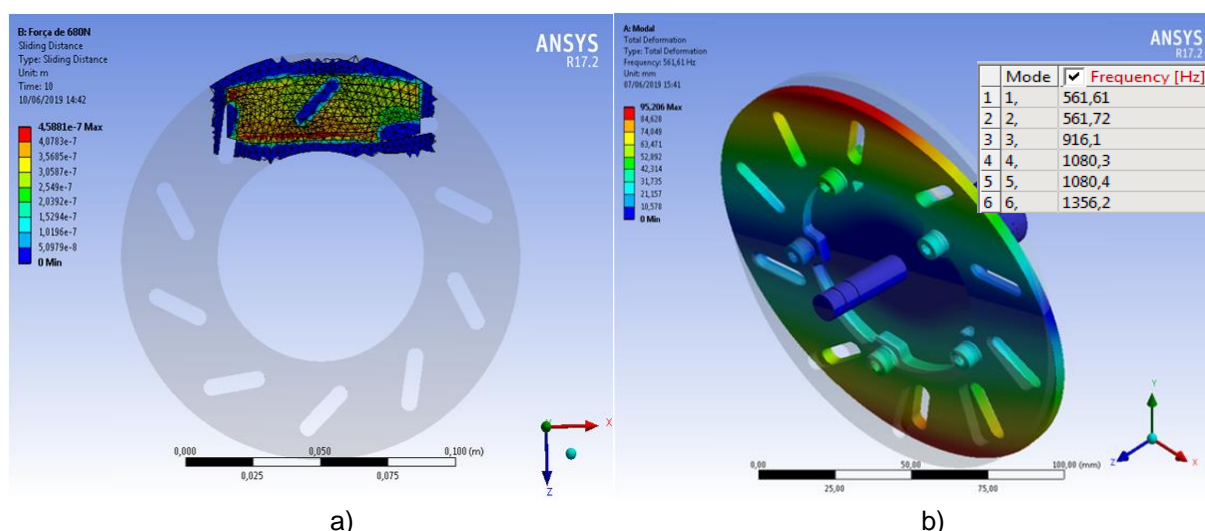 B: Força de 680N
Sliding Distance
Type: Sliding Distance
Unit: m
Time: 10
10/06/2019 14:42
ANSYS
R17.2
4,5881e-7 Max
4,0783e-7
3,5685e-7
3,0587e-7
2,549e-7
2,0392e-7
1,5294e-7
1,0196e-7
5,0979e-8
0 Min
0,000
0,050
0,100 (m)
0,025
0,075
X
Z
a)
A: Modal
Total Deformation
Type: Total Deformation
Frequency: 561,61 Hz
Unit: mm
07/06/2019 15:41
ANSYS
R17.2
95,206 Max
84,628
74,049
63,471
52,892
42,314
31,735
21,157
10,578
0 Min
Mode Frequency [Hz]
1 1, 561,61
2 2, 561,72
3 3, 916,1
4 4, 1080,3
5 5, 1080,4
6 6, 1356,2
0,00
50,00
100,00 (mm)
25,00
75,00
Y
Z
X
b)